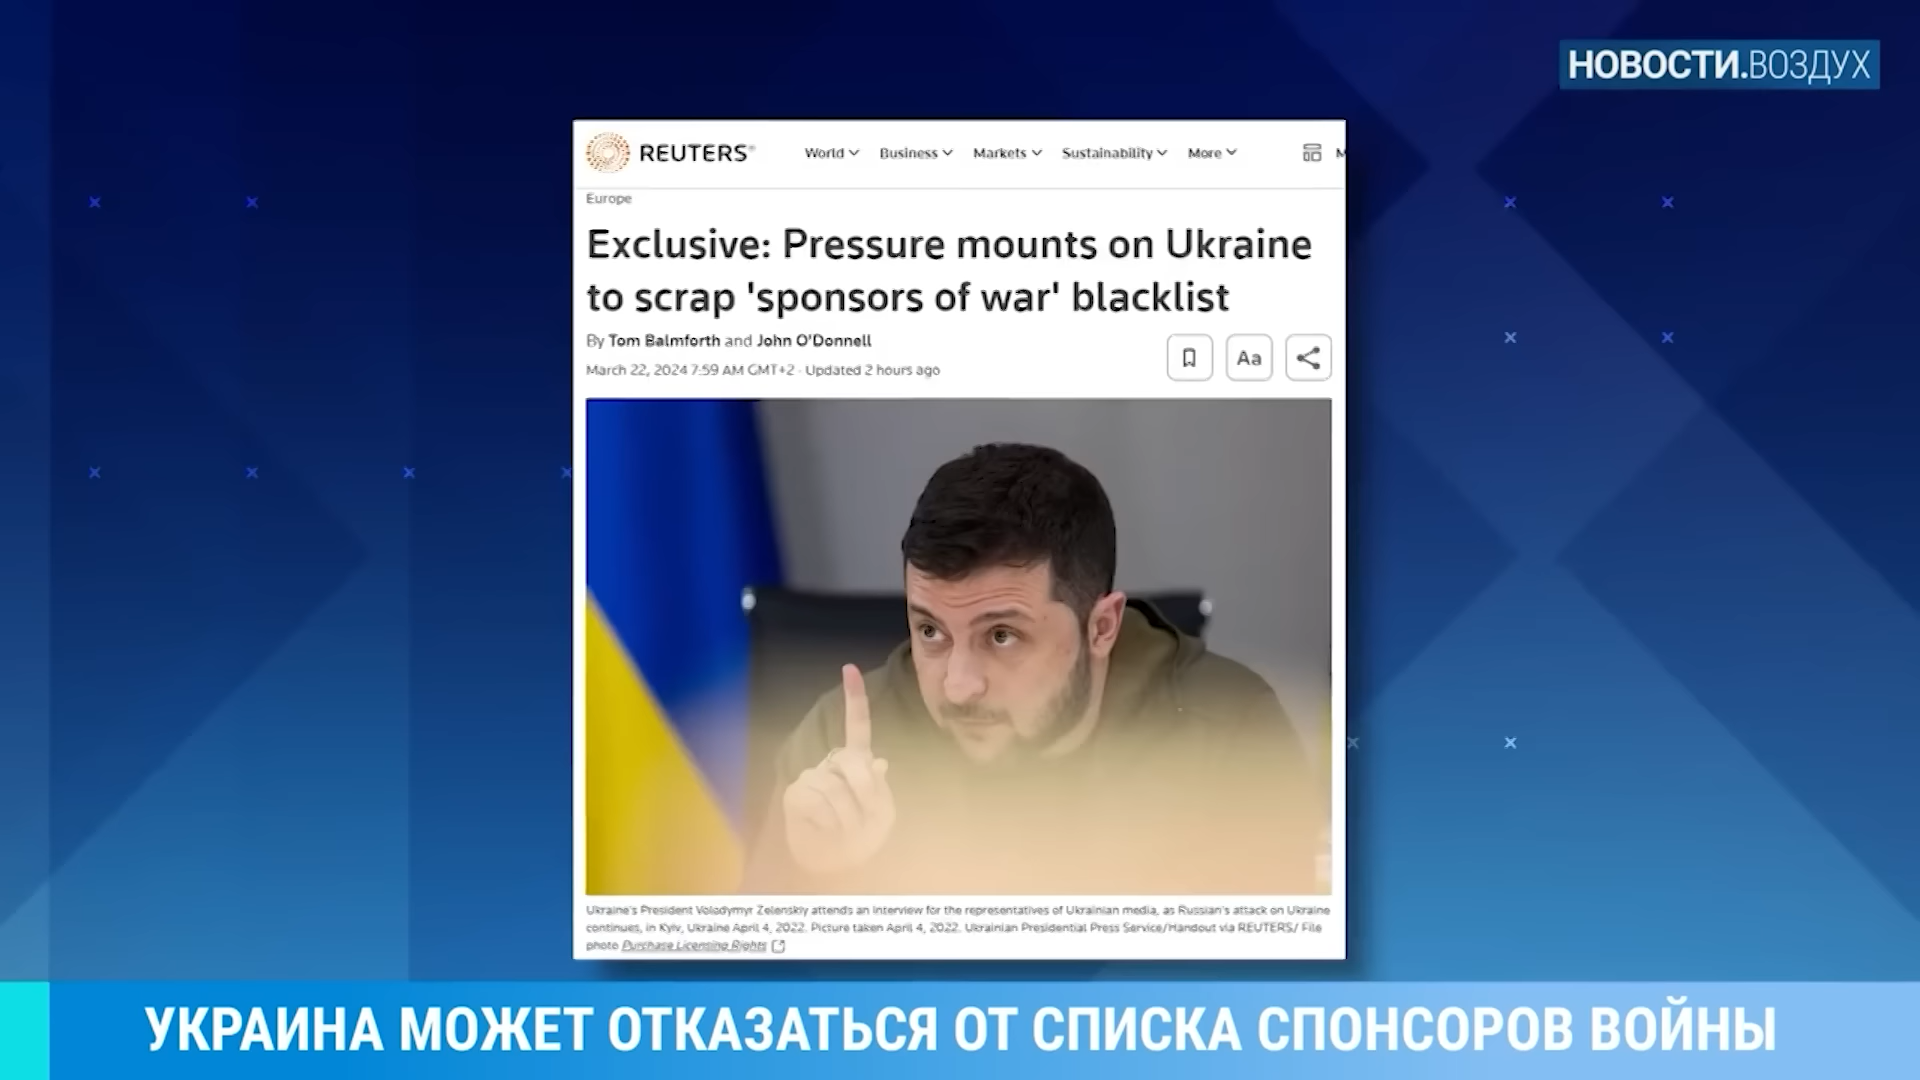 НОВОСТИ.ВОЗДУХ
REUTERS®
World Business Markets Sustainability More M
Europe
Exclusive: Pressure mounts on Ukraine
to scrap 'sponsors of war' blacklist
By Tom Balmforth and John O'Donnell
March 22, 2024 7:59 AM GMT+2 · Updated 2 hours ago
Aa
Ukraine's President Volodymyr Zelenskiy attends an interview for the representatives of Ukrainian media, as Russian's attack on Ukraine
continues, in Kyiv, Ukraine April 4, 2022. Picture taken April 4, 2022. Ukrainian Presidential Press Service/Handout via REUTERS/ File
photo Purchase Licensing Rights
УКРАИНА МОЖЕТ ОТКАЗАТЬСЯ ОТ СПИСКА СПОНСОРОВ ВОЙНЫ